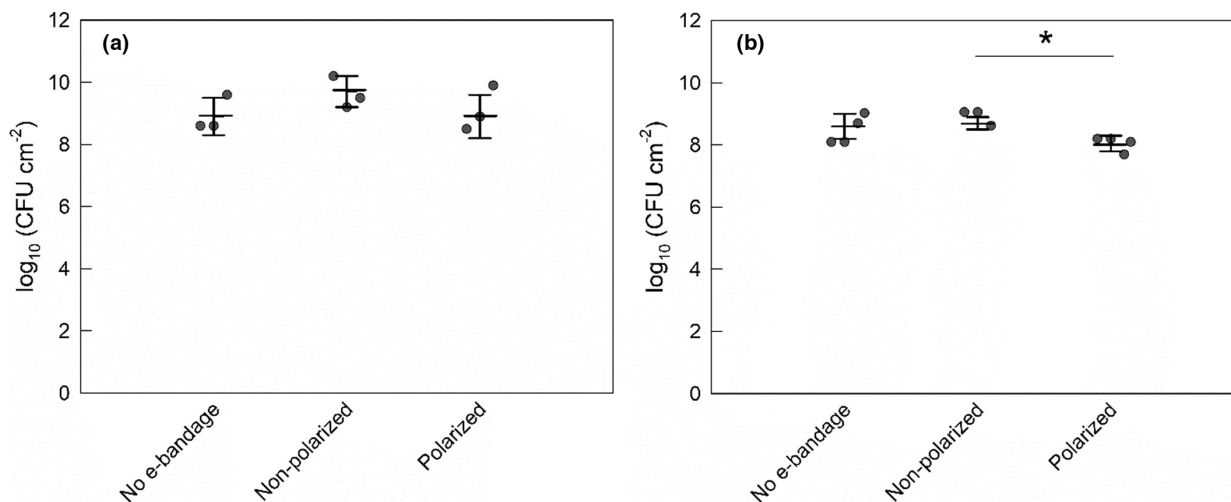 (a)
12
10
8
6
4
2
0
log₁₀ (CFU cm⁻²)
No e-bandage
Non-polarized
Polarized
(b)
*
12
10
8
6
4
2
0
log₁₀ (CFU cm⁻²)
No e-bandage
Non-polarized
Polarized